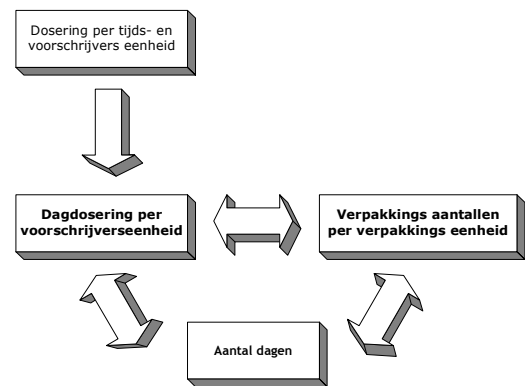 Dosering per tijds- en
voorschrijvers eenheid
Dagdosering per
voorschrijverseenheid
Verpakkings aantallen
per verpakkings eenheid
Aantal dagen